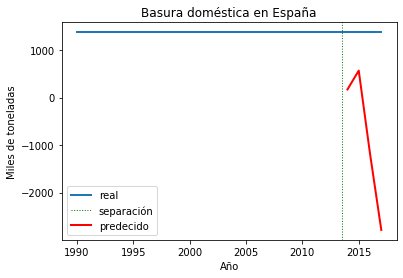 Basura doméstica en España
Miles de toneladas
1000
0
−1000
−2000
real
separación
predecido
1990
1995
2000
2005
2010
2015
Año